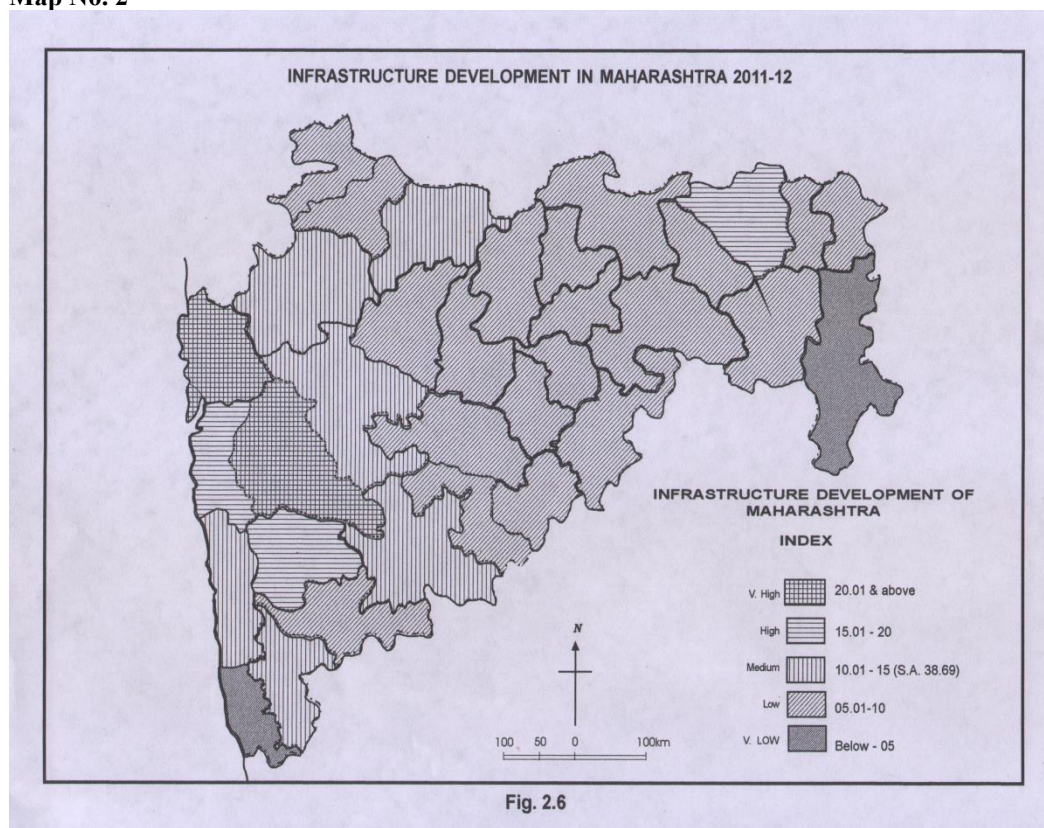 Map No. 2
INFRASTRUCTURE DEVELOPMENT IN MAHARASHTRA 2011-12
INFRASTRUCTURE DEVELOPMENT OF
MAHARASHTRA
INDEX
V. High 20.01 & above
High 15.01 - 20
Medium 10.01 - 15 (S.A. 38.69)
Low 05.01-10
V. LOW Below - 05
N
100 50 0 100km
Fig. 2.6